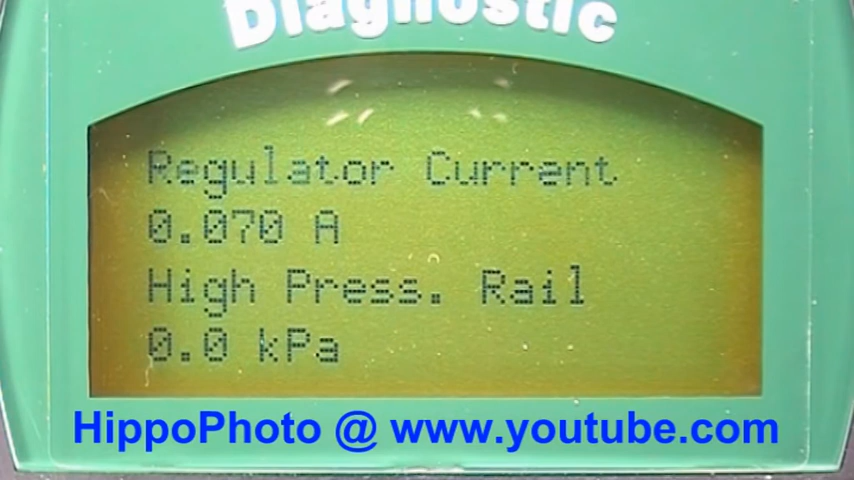 Diagnostic
Regulator Current
0.070 A
High Press. Rail
0.0 kPa
HippoPhoto @ www.youtube.com